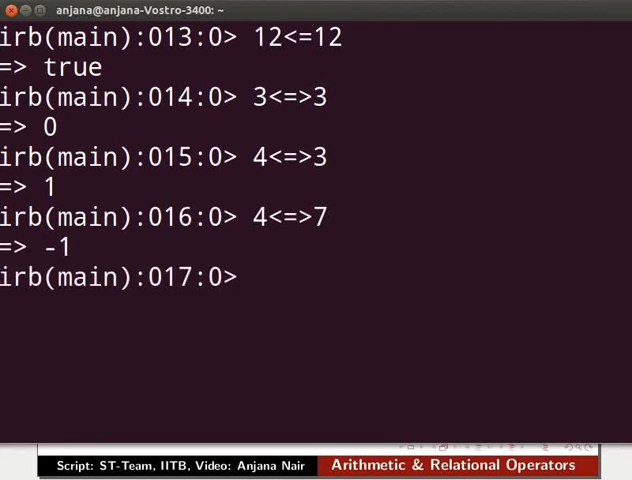 anjana@anjana-Vostro-3400: ~
irb(main):013:0> 12<=12
=> true
irb(main):014:0> 3<=>3
=> 0
irb(main):015:0> 4<=>3
=> 1
irb(main):016:0> 4<=>7
=> -1
irb(main):017:0>
Script: ST-Team, IITB, Video: Anjana Nair
Arithmetic & Relational Operators